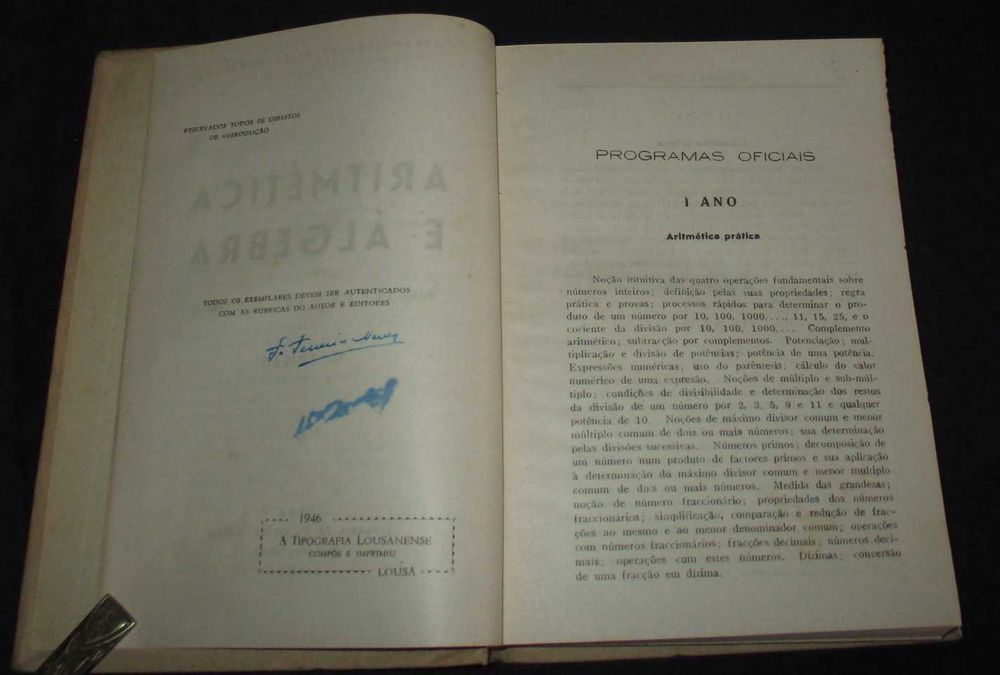 RESERVADOS TODOS OS DIREITOS
DE REPRODUÇÃO
ARITMÉTICA
E ÁLGEBRA
TODOS OS EXEMPLARES DEVEM SER AUTENTICADOS
COM AS RUBRICAS DO AUTOR E EDITORES
1946
A TIPOGRAFIA LOUSANENSE
COMPÔS E IMPRIMIU
LOUSÃ
PROGRAMAS OFICIAIS
I ANO
Aritmética prática
Noção intuitiva das quatro operações fundamentais sobre
números inteiros; definição pelas suas propriedades; regra
prática e provas; processos rápidos para determinar o pro-
duto de um número por 10, 100, 1000,..., 11, 15, 25, e o
cociente da divisão por 10, 100, 1000,... Complemento
aritmético; subtracção por complementos. Potenciação; mul-
tiplicação e divisão de potências; potência de uma potência.
Expressões numéricas; uso do parêntesis; cálculo do valor
numérico de uma expresão. Noções de múltiplo e sub-múl-
tiplo; condições de divisibilidade e determinação dos restos
da divisão de um número por 2, 3, 5, 9 e 11 e qualquer
potência de 10. Noções de máximo divisor comum e menor
múltiplo comum de dois ou mais números; sua determinação
pelas divisões sucessivas. Números primos; decomposição de
um número num produto de factores primos e sua aplicação
à determinação do máximo divisor comum e menor multiplo
comum de dois ou mais números. Medida das grandezas;
noção de número fraccionário; propriedades dos números
fraccionários; simplificação, comparação e redução de frac-
ções ao mesmo e ao menor denominador comum; operações
com números fraccionários; fracções decimais; números deci-
mais; operações com estes números. Dízimas; conversão
de uma fracção em dízima.